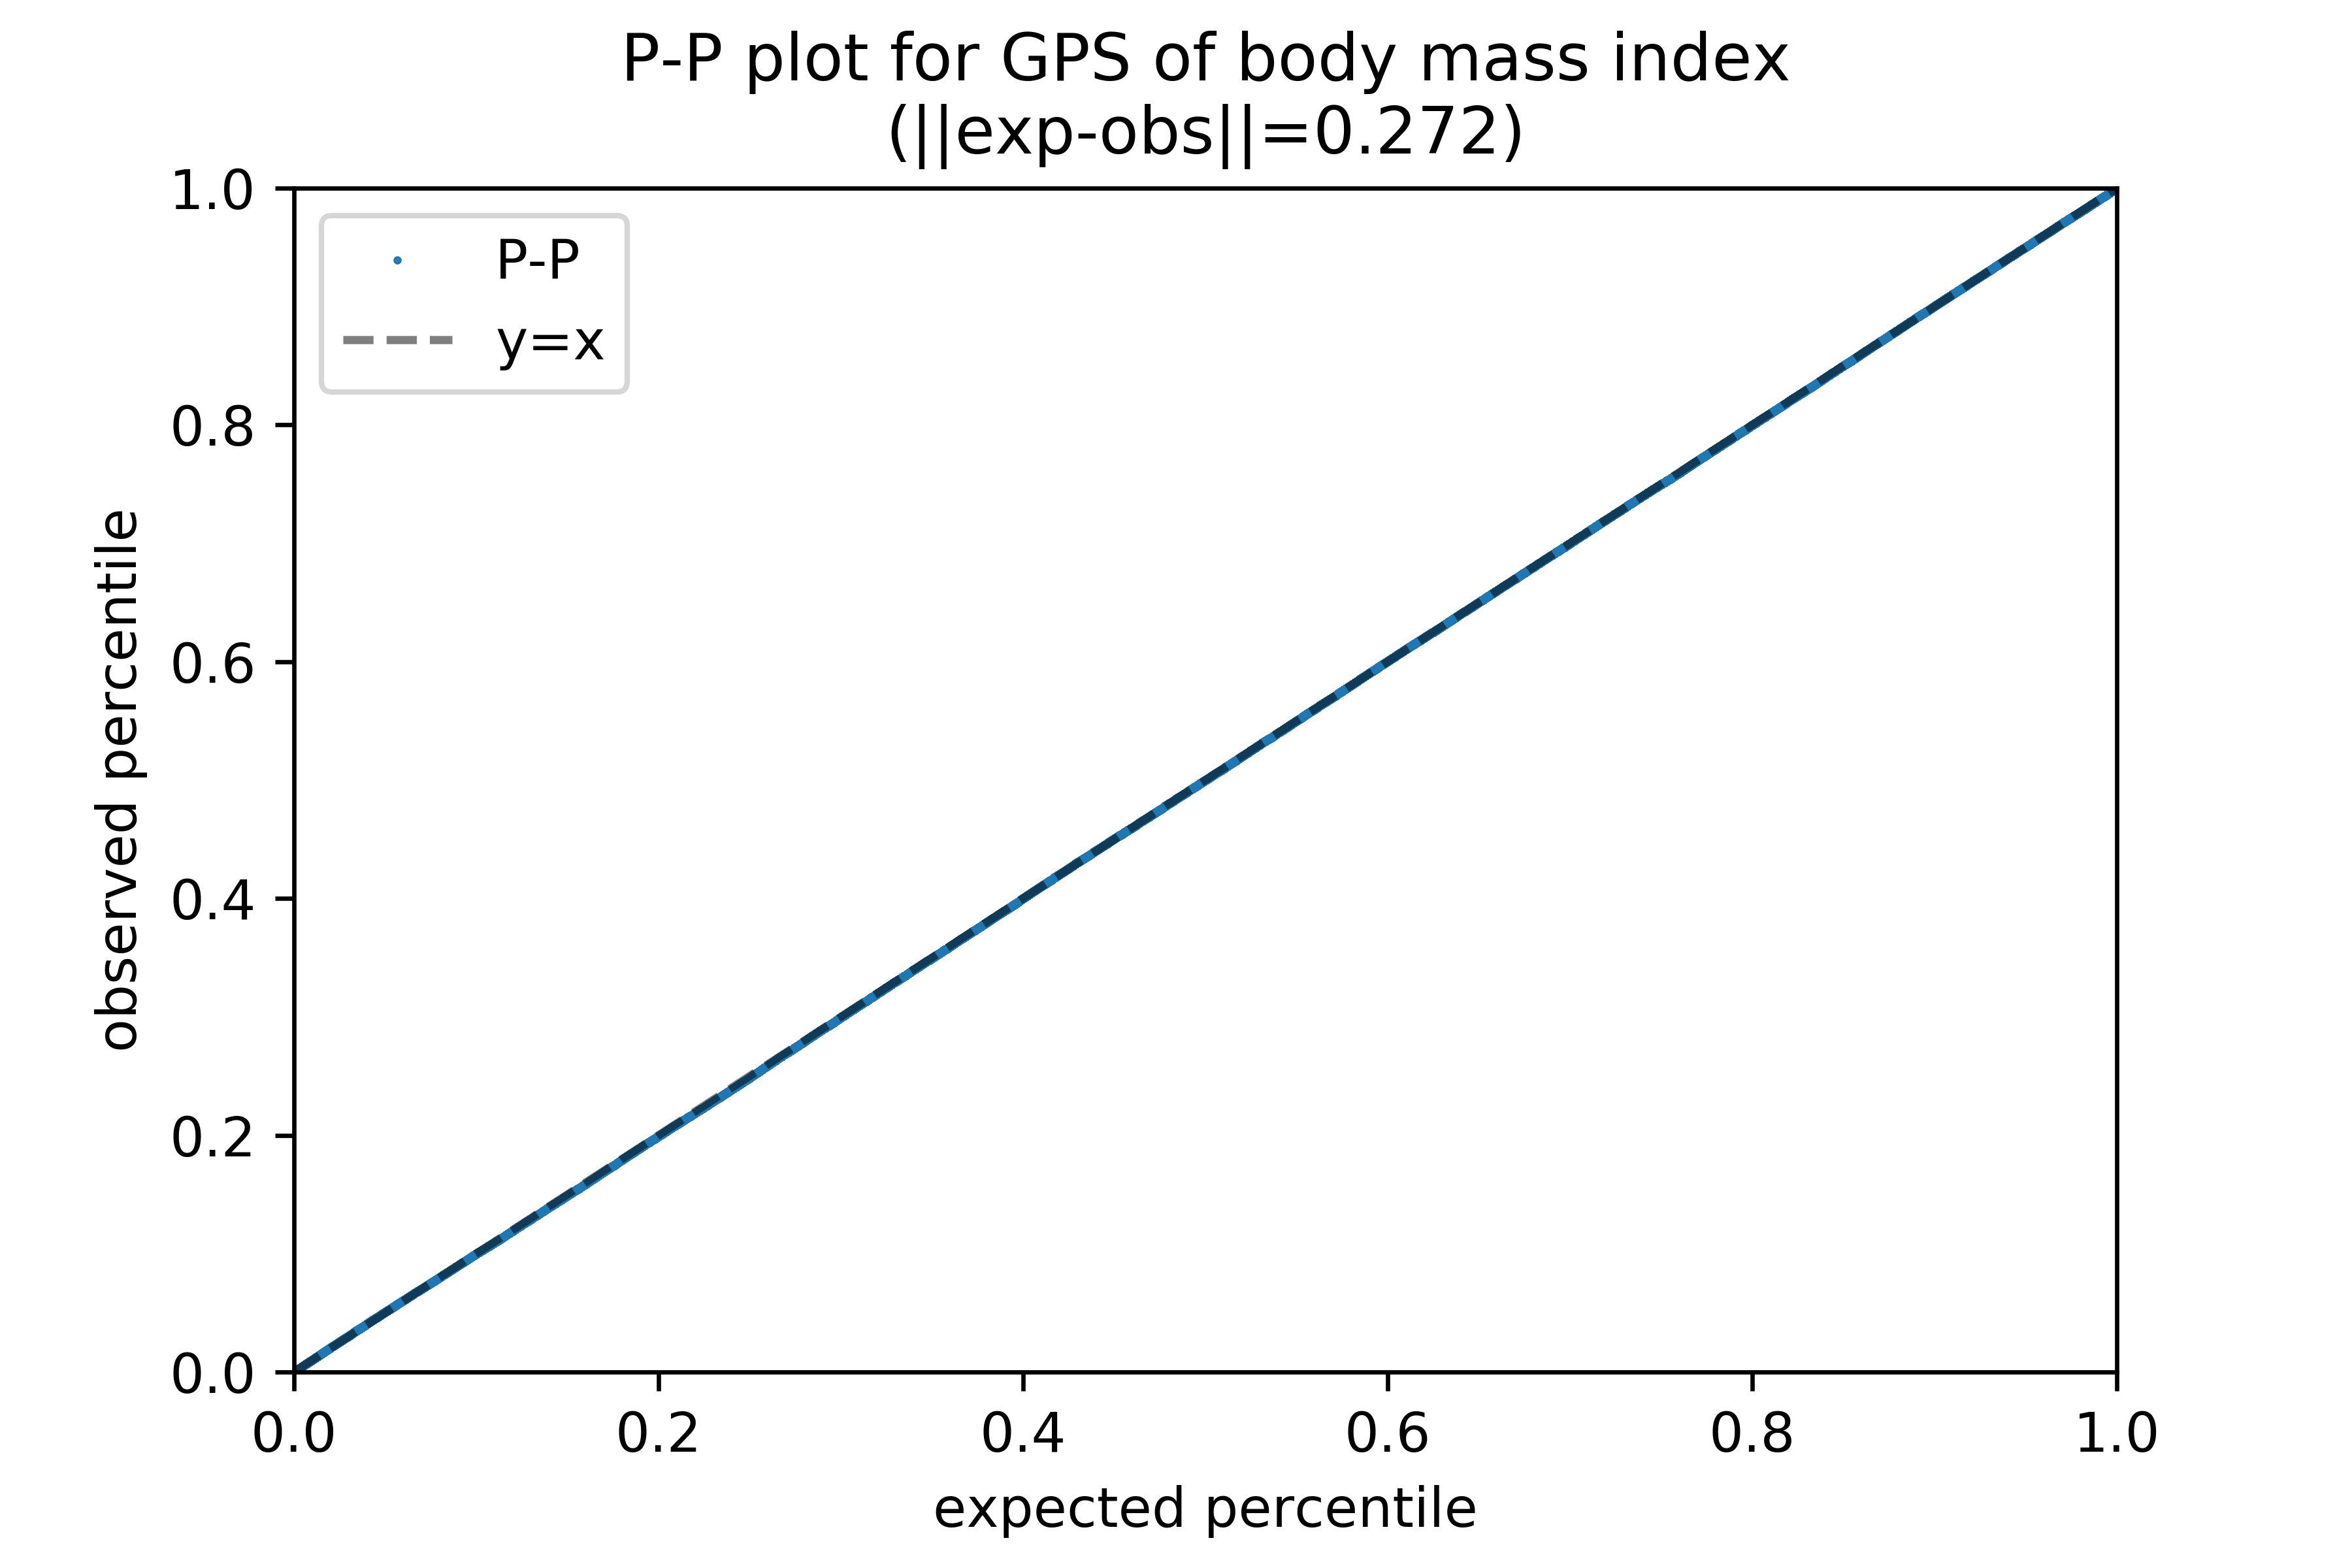 P-P plot for GPS of body mass index
(||exp-obs||=0.272)
P-P
y=x
1.0
0.8
0.6
0.4
0.2
0.0
observed percentile
0.0 0.2 0.4 0.6 0.8 1.0
expected percentile